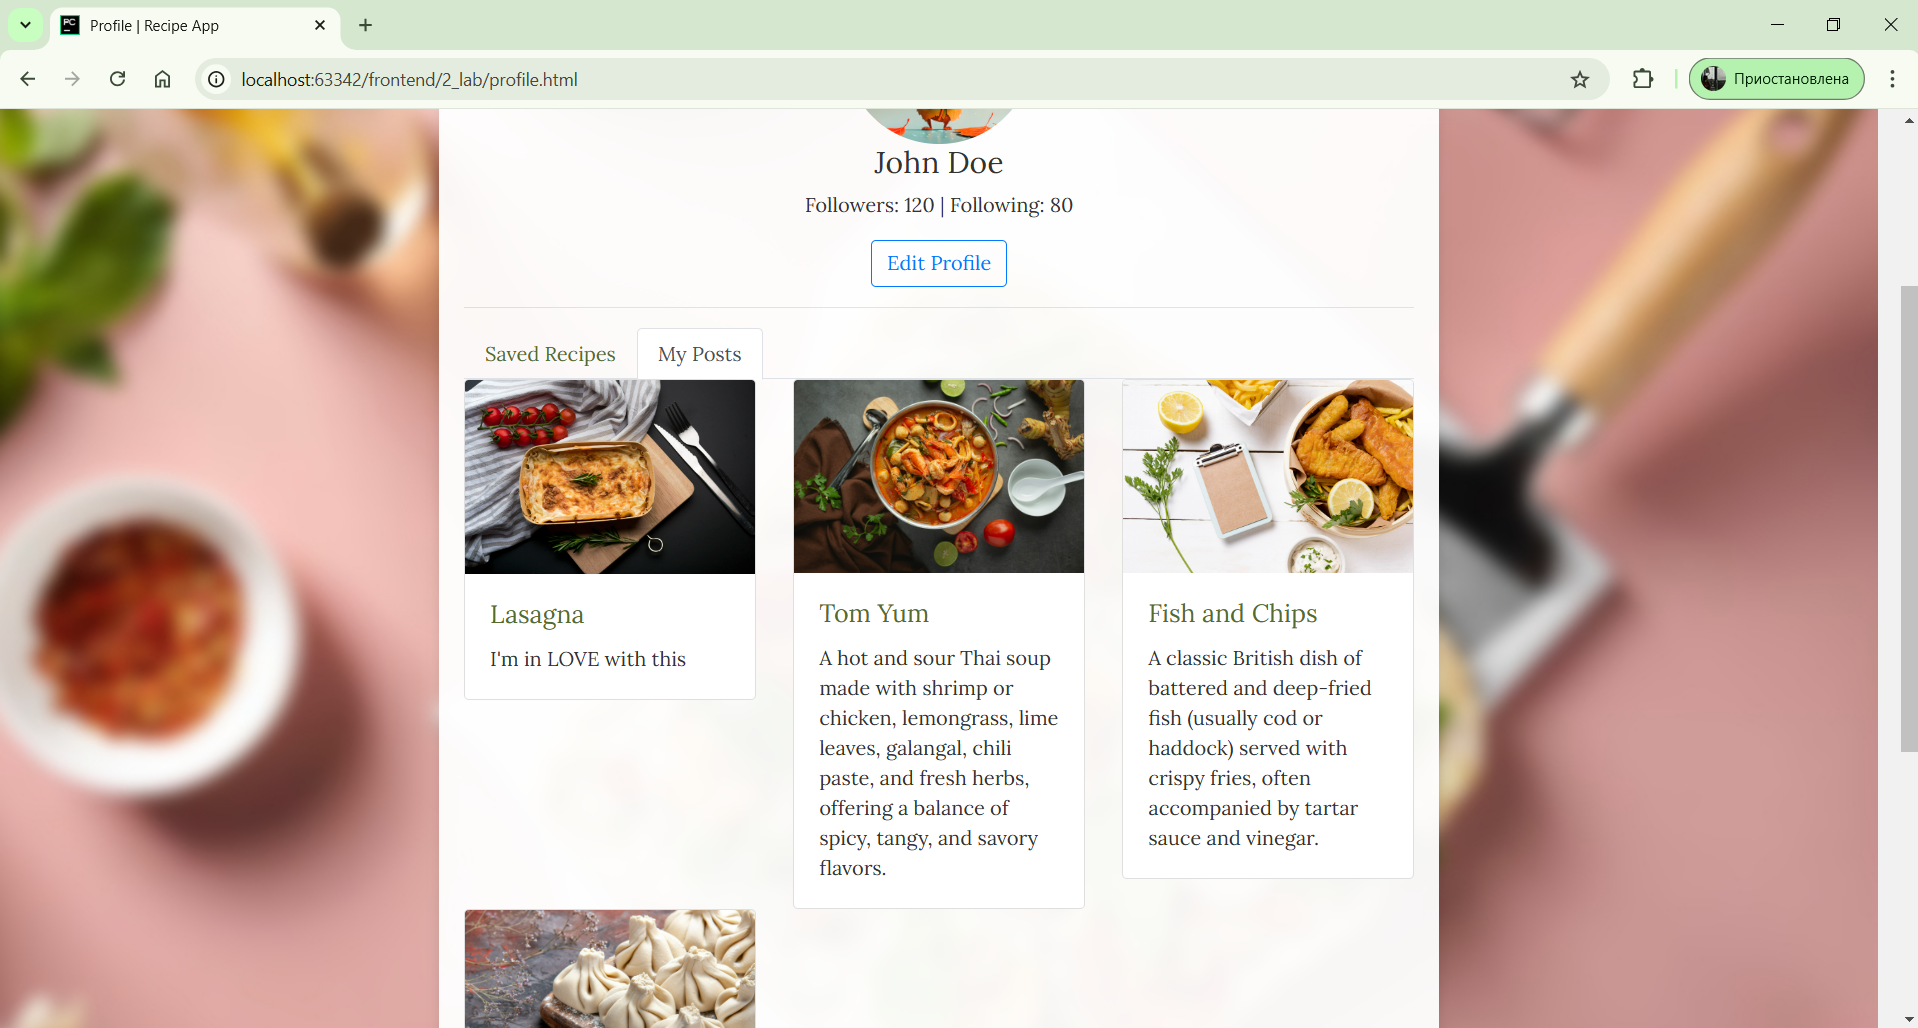 Profile | Recipe App
localhost:63342/frontend/2_lab/profile.html
Приостановлена
John Doe
Followers: 120 | Following: 80
Edit Profile
Saved Recipes
My Posts
Lasagna
I'm in LOVE with this
Tom Yum
A hot and sour Thai soup
made with shrimp or
chicken, lemongrass, lime
leaves, galangal, chili
paste, and fresh herbs,
offering a balance of
spicy, tangy, and savory
flavors.
Fish and Chips
A classic British dish of
battered and deep-fried
fish (usually cod or
haddock) served with
crispy fries, often
accompanied by tartar
sauce and vinegar.